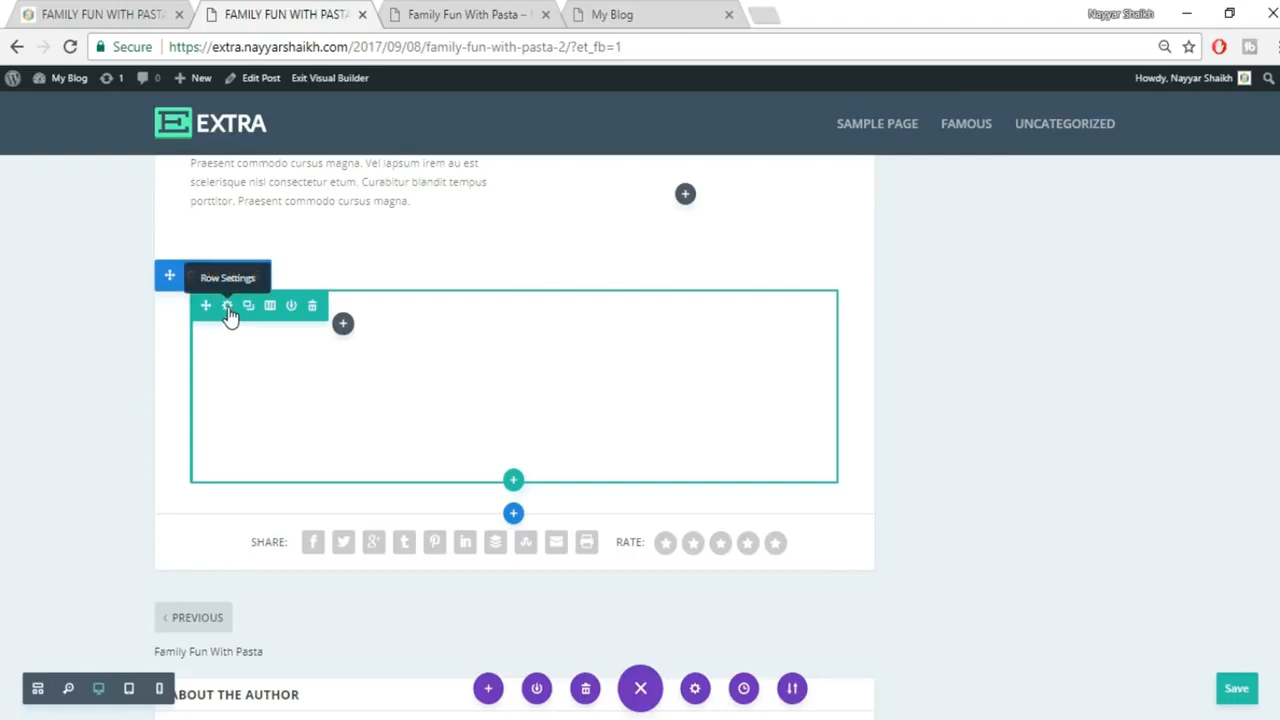 FAMILY FUN WITH PASTA
FAMILY FUN WITH PASTA
Family Fun With Pasta –
My Blog
Nayyar Shaikh
Secure
https://extra.nayyarshaikh.com/2017/09/08/family-fun-with-pasta-2/?et_fb=1
My Blog
1
0
New
Edit Post
Exit Visual Builder
Howdy, Nayyar Shaikh
EXTRA
SAMPLE PAGE
FAMOUS
UNCATEGORIZED
Praesent commodo cursus magna. Vel lapsum irem au est
scelerisque nisl consectetur etum. Curabitur blandit tempus
porttitor. Praesent commodo cursus magna.
Row Settings
SHARE:
RATE:
PREVIOUS
Family Fun With Pasta
ABOUT THE AUTHOR
Save